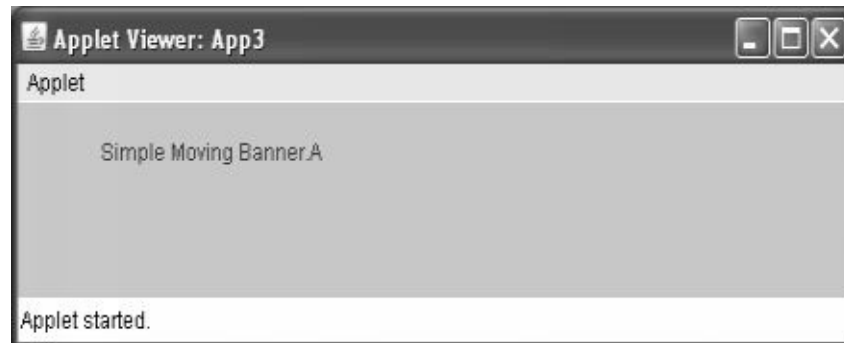 Applet Viewer: App3
Applet
Simple Moving Banner.A
Applet started.